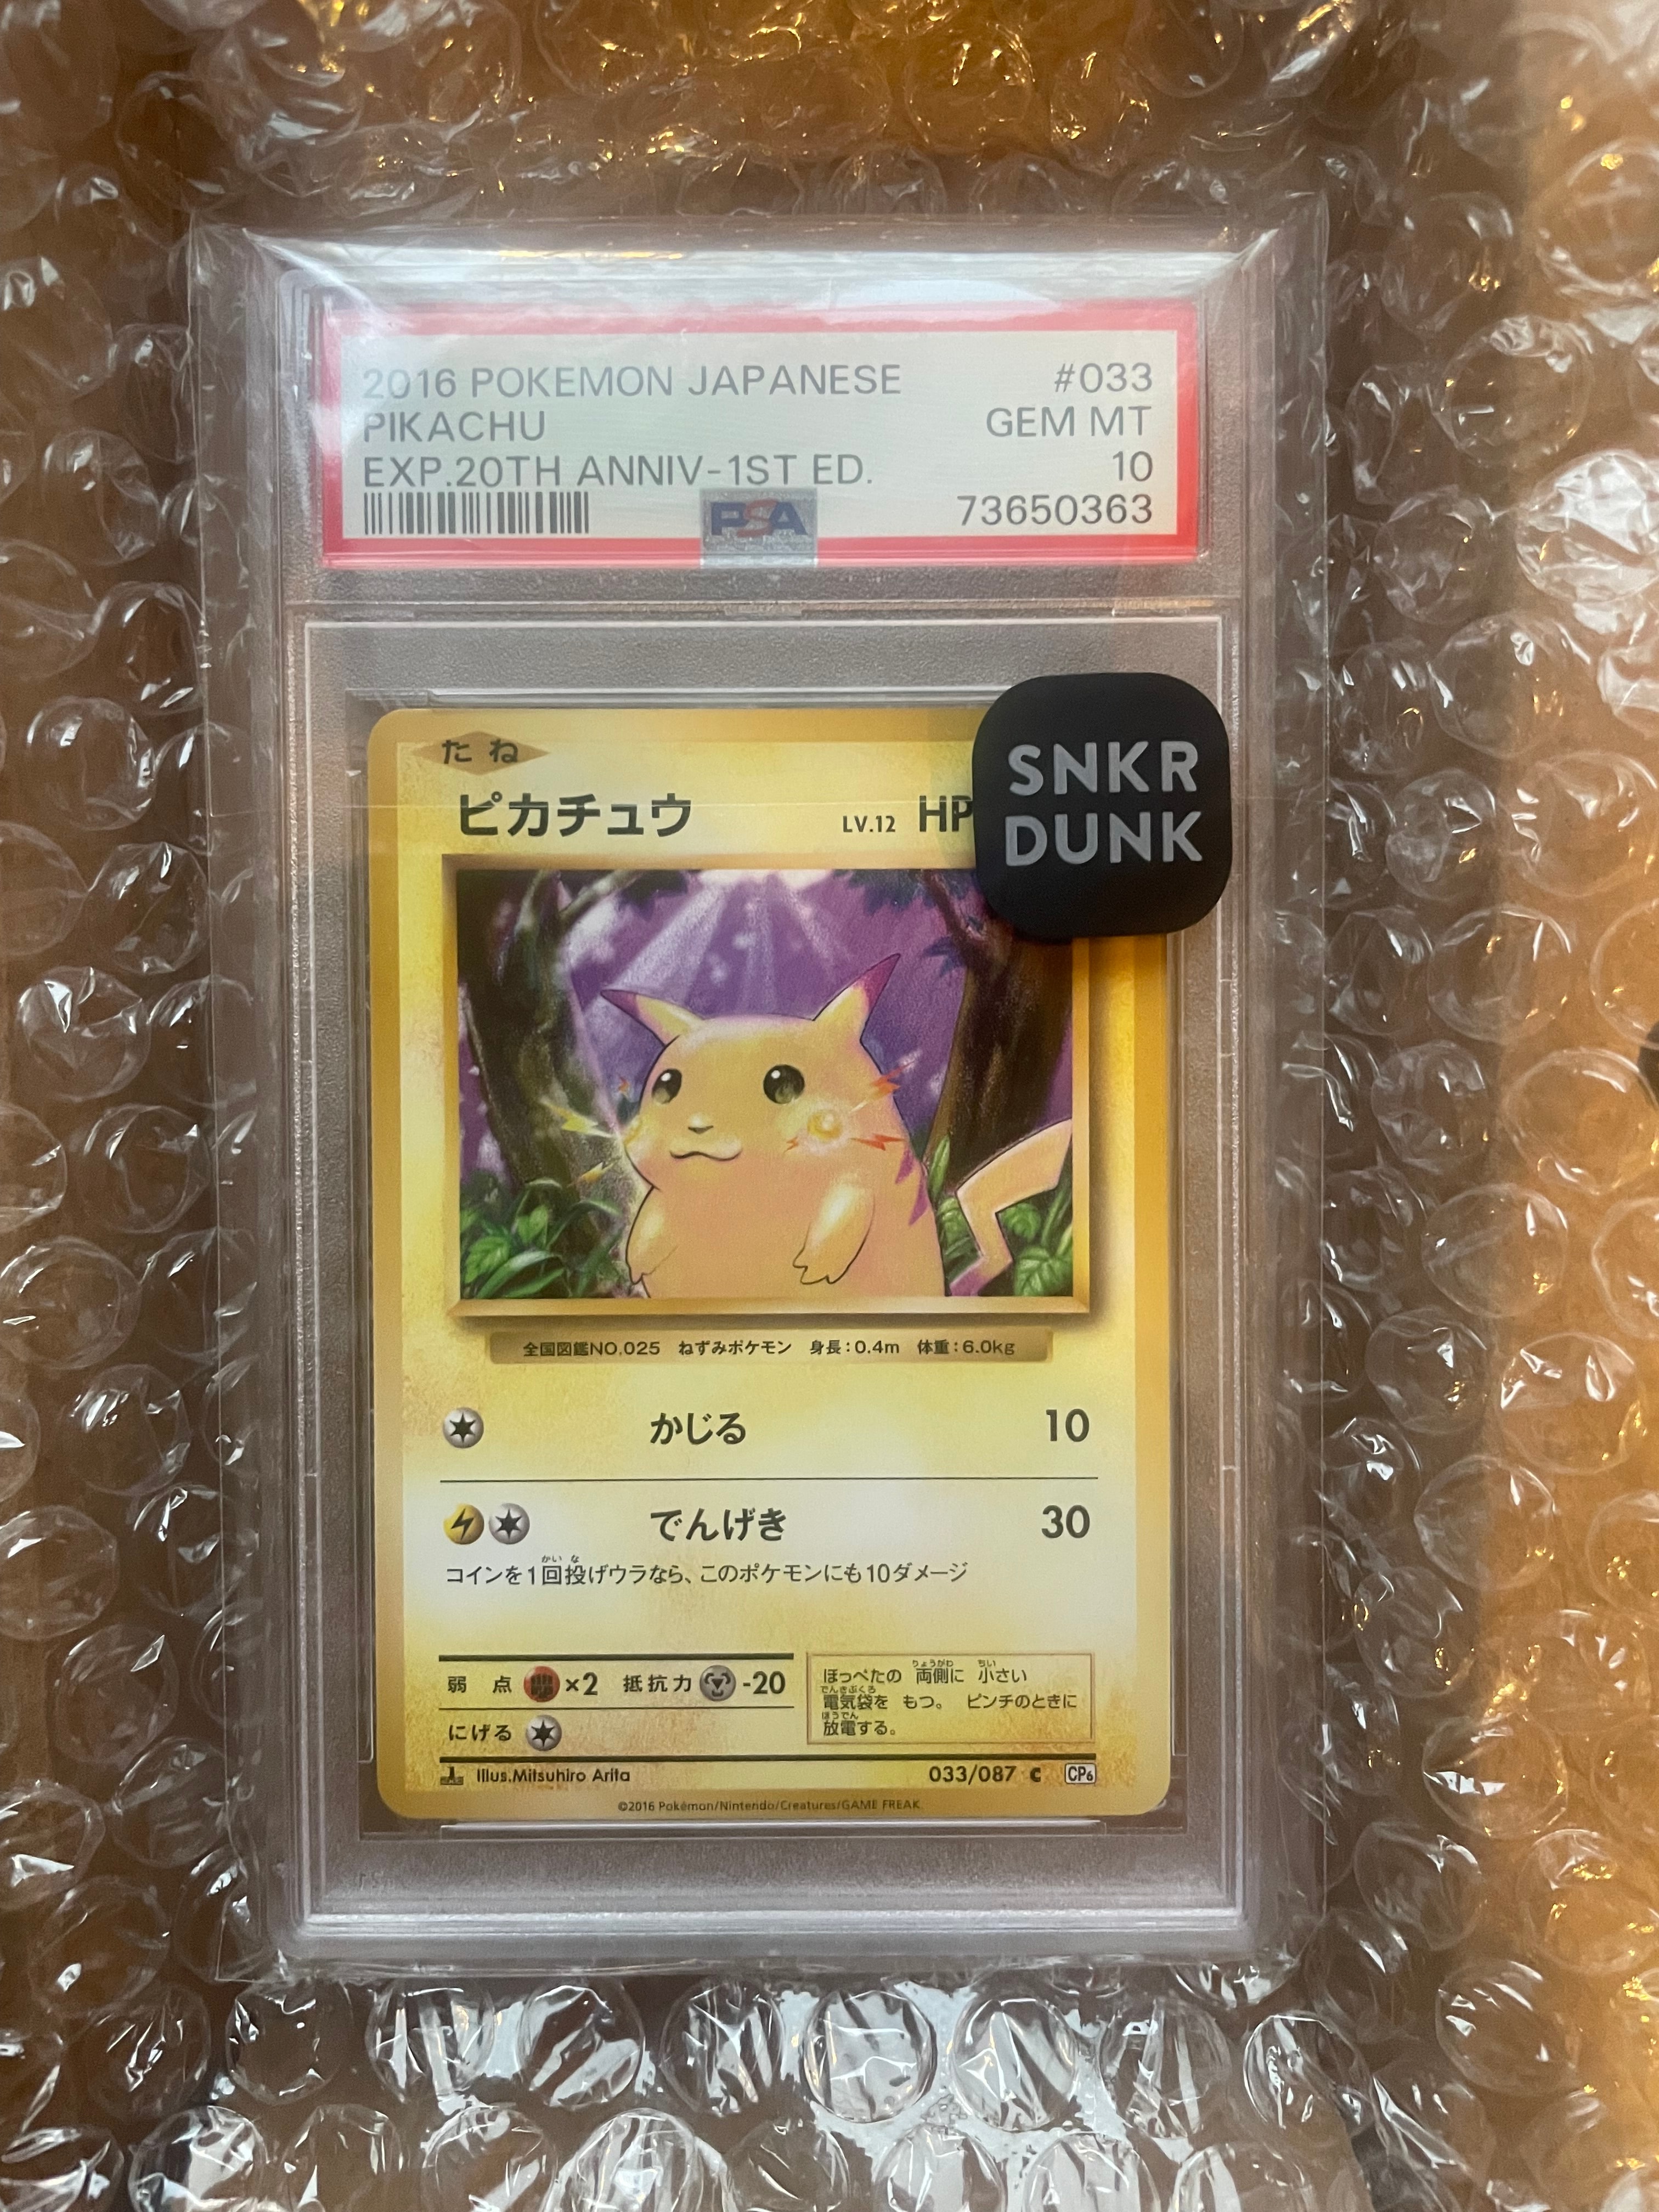 2016 POKEMON JAPANESE #033
PIKACHU GEM MT
EXP.20TH ANNIV-1ST ED. 10
PSA 73650363
たね
ピカチュウ LV.12 HP
SNKR
DUNK
全国図鑑NO.025 ねずみポケモン 身長:0.4m 体重:6.0kg
かじる 10
でんげき 30
コインを1回投げウラなら、このポケモンにも10ダメージ
弱点 ×2 抵抗力 -20
にげる
ほっぺたの 両側に 小さい
電気袋を もつ。 ピンチのときに
放電する。
Illus.Mitsuhiro Arita 033/087 C CP6
©2016 Pokémon/Nintendo/Creatures/GAME FREAK.